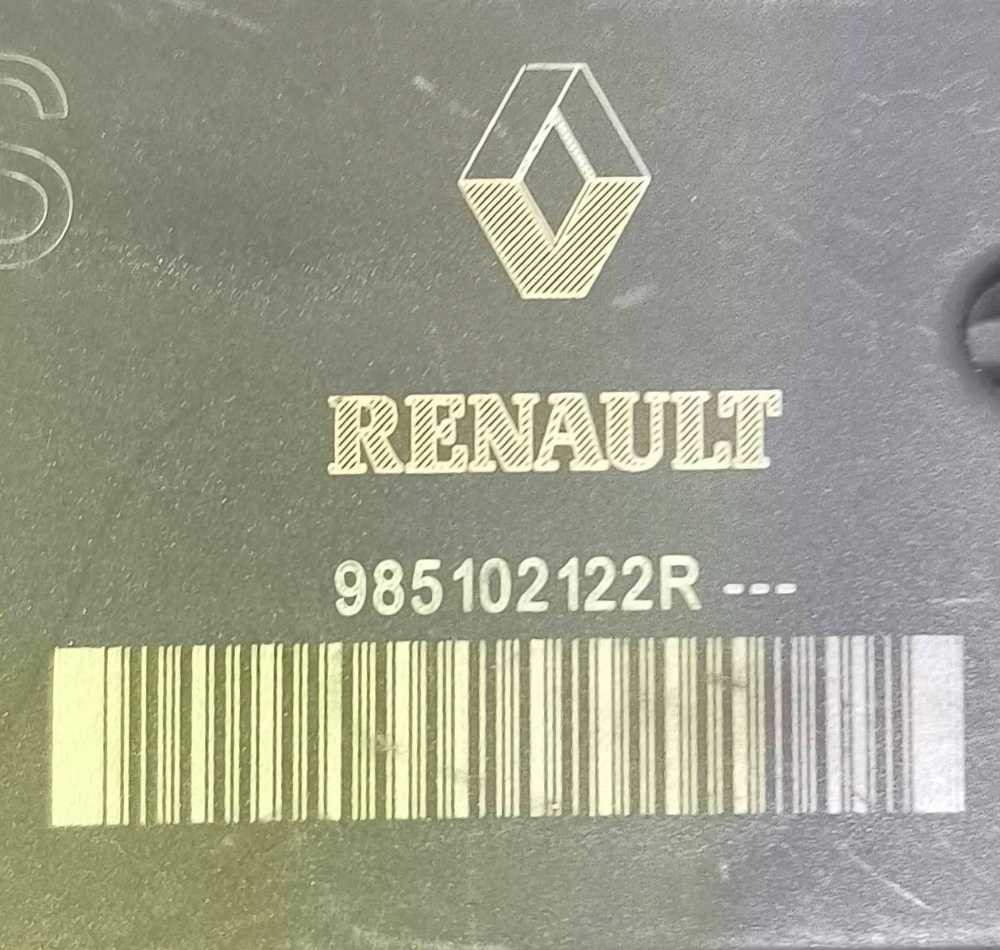 S
RENAULT
985102122R ---